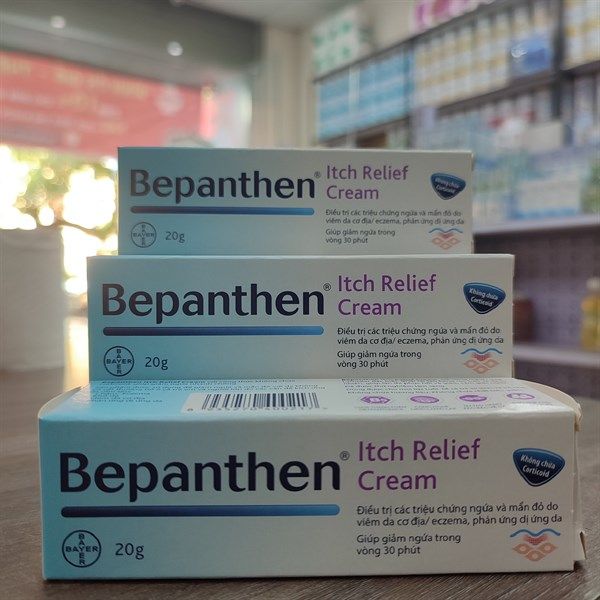 Bepanthen®
Itch Relief
Cream
Không chứa
Corticoid
Điều trị các triệu chứng ngứa và mẩn đỏ do
viêm da cơ địa/ eczema, phản ứng dị ứng da
Giúp giảm ngứa trong
vòng 30 phút
BAYER
BAYER
20g
Bepanthen®
Itch Relief
Cream
Không chứa
Corticoid
Điều trị các triệu chứng ngứa và mẩn đỏ do
viêm da cơ địa/ eczema, phản ứng dị ứng da
Giúp giảm ngứa trong
vòng 30 phút
BAYER
BAYER
20g
Bepanthen®
Itch Relief
Cream
Không chứa
Corticoid
Điều trị các triệu chứng ngứa và mẩn đỏ do
viêm da cơ địa/ eczema, phản ứng dị ứng da
Giúp giảm ngứa trong
vòng 30 phút
BAYER
BAYER
20g